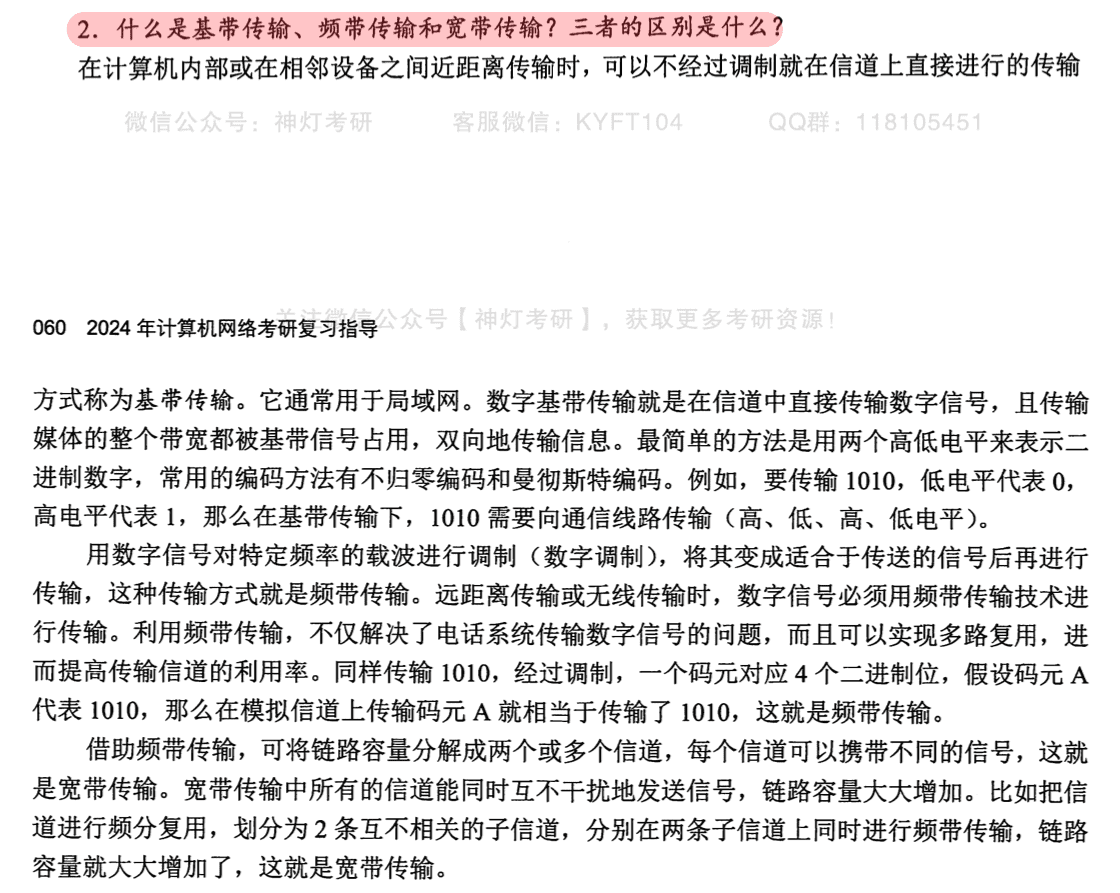 2. 什么是基带传输、频带传输和宽带传输？三者的区别是什么？
在计算机内部或在相邻设备之间近距离传输时，可以不经过调制就在信道上直接进行的传输
微信公众号：神灯考研 客服微信：KYFT104 QQ群：118105451
关注微信公众号【神灯考研】，获取更多考研资源！
060 2024 年计算机网络考研复习指导
方式称为基带传输。它通常用于局域网。数字基带传输就是在信道中直接传输数字信号，且传输
媒体的整个带宽都被基带信号占用，双向地传输信息。最简单的方法是用两个高低电平来表示二
进制数字，常用的编码方法有不归零编码和曼彻斯特编码。例如，要传输 1010，低电平代表 0，
高电平代表 1，那么在基带传输下，1010 需要向通信线路传输（高、低、高、低电平）。
用数字信号对特定频率的载波进行调制（数字调制），将其变成适合于传送的信号后再进行
传输，这种传输方式就是频带传输。远距离传输或无线传输时，数字信号必须用频带传输技术进
行传输。利用频带传输，不仅解决了电话系统传输数字信号的问题，而且可以实现多路复用，进
而提高传输信道的利用率。同样传输 1010，经过调制，一个码元对应 4 个二进制位，假设码元 A
代表 1010，那么在模拟信道上传输码元 A 就相当于传输了 1010，这就是频带传输。
借助频带传输，可将链路容量分解成两个或多个信道，每个信道可以携带不同的信号，这就
是宽带传输。宽带传输中所有的信道能同时互不干扰地发送信号，链路容量大大增加。比如把信
道进行频分复用，划分为 2 条互不相关的子信道，分别在两条子信道上同时进行频带传输，链路
容量就大大增加了，这就是宽带传输。